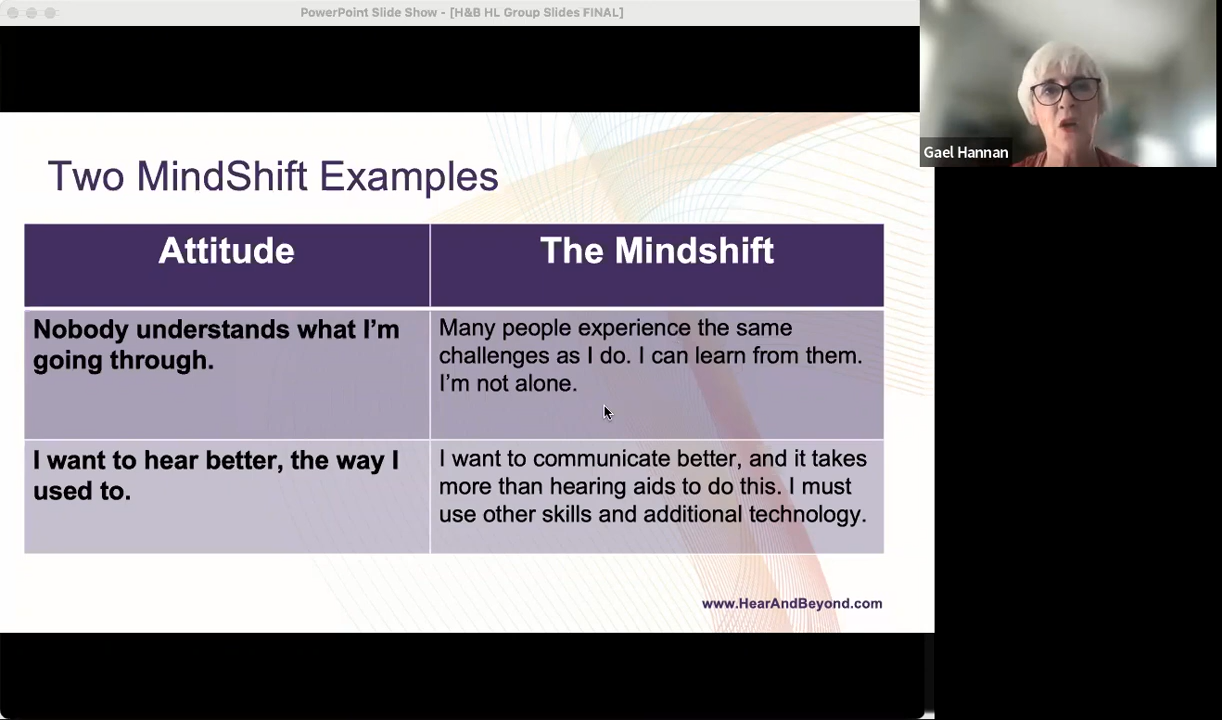 PowerPoint Slide Show - [H&B HL Group Slides FINAL]
Gael Hannan
Two MindShift Examples
Attitude
The Mindshift
Nobody understands what I'm
going through.
Many people experience the same
challenges as I do. I can learn from them.
I'm not alone.
I want to hear better, the way I
used to.
I want to communicate better, and it takes
more than hearing aids to do this. I must
use other skills and additional technology.
www.HearAndBeyond.com